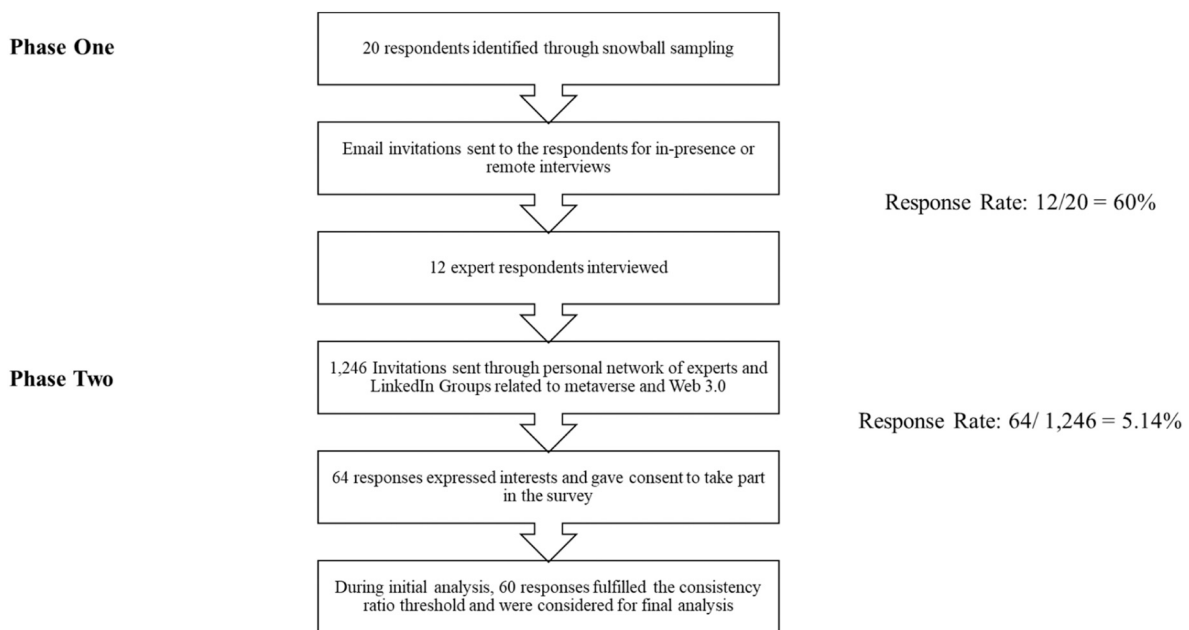 Phase One
20 respondents identified through snowball sampling
Email invitations sent to the respondents for in-presence or
remote interviews
Response Rate: 12/20 = 60%
12 expert respondents interviewed
Phase Two
1,246 Invitations sent through personal network of experts and
LinkedIn Groups related to metaverse and Web 3.0
Response Rate: 64/ 1,246 = 5.14%
64 responses expressed interests and gave consent to take part
in the survey
During initial analysis, 60 responses fulfilled the consistency
ratio threshold and were considered for final analysis